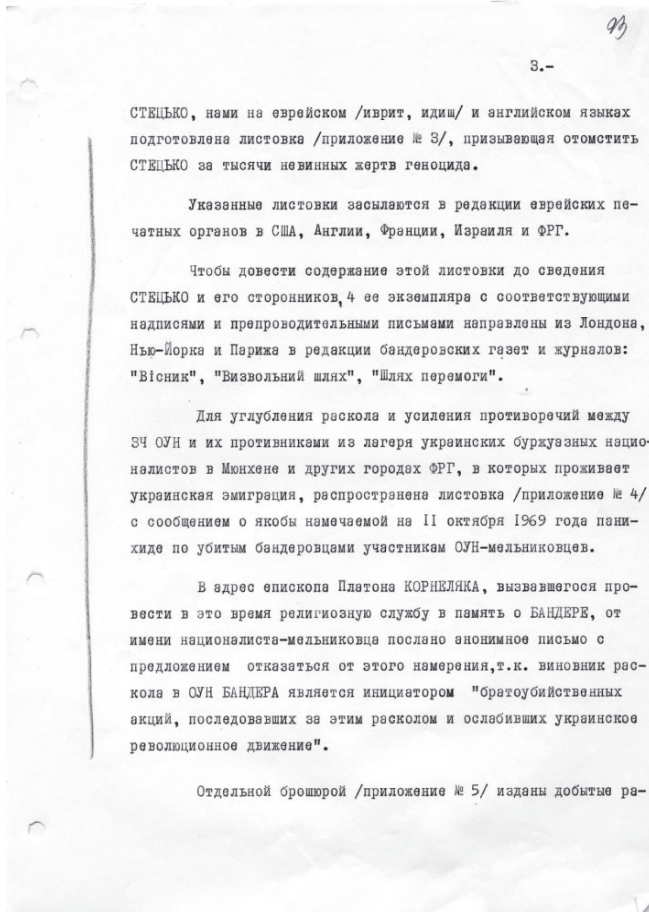 93
3.-
СТЕЦЬКО, нами на еврейском /иврит, идиш/ и английском языках
подготовлена листовка /приложение № 3/, призывающая отомстить
СТЕЦЬКО за тысячи невинных жертв геноцида.
Указанные листовки засылаются в редакции еврейских пе-
чатных органов в США, Англии, Франции, Израиля и ФРГ.
Чтобы довести содержание этой листовки до сведения
СТЕЦЬКО и его сторонников, 4 ее экземпляра с соответствующими
надписями и препроводительными письмами направлены из Лондона,
Нью-Йорка и Парижа в редакции бандеровских газет и журналов:
"Вісник", "Визвольний шлях", "Шлях перемоги".
Для углубления раскола и усиления противоречий между
ЗЧ ОУН и их противниками из лагеря украинских буржуазных нацио-
налистов в Мюнхене и других городах ФРГ, в которых проживает
украинская эмиграция, распространена листовка /приложение № 4/
с сообщением о якобы намечаемой на II октября 1969 года пани-
хиде по убитым бандеровцами участникам ОУН-мельниковцев.
В адрес епископа Платона КОРНЕЛЯКА, вызвавшегося про-
вести в это время религиозную службу в память о БАНДЕРЕ, от
имени националиста-мельниковца послано анонимное письмо с
предложением отказаться от этого намерения, т.к. виновник рас-
кола в ОУН БАНДЕРА является инициатором "братоубийственных
акций, последовавших за этим расколом и ослабивших украинское
революционное движение".
Отдельной брошюрой /приложение № 5/ изданы добытые ра-